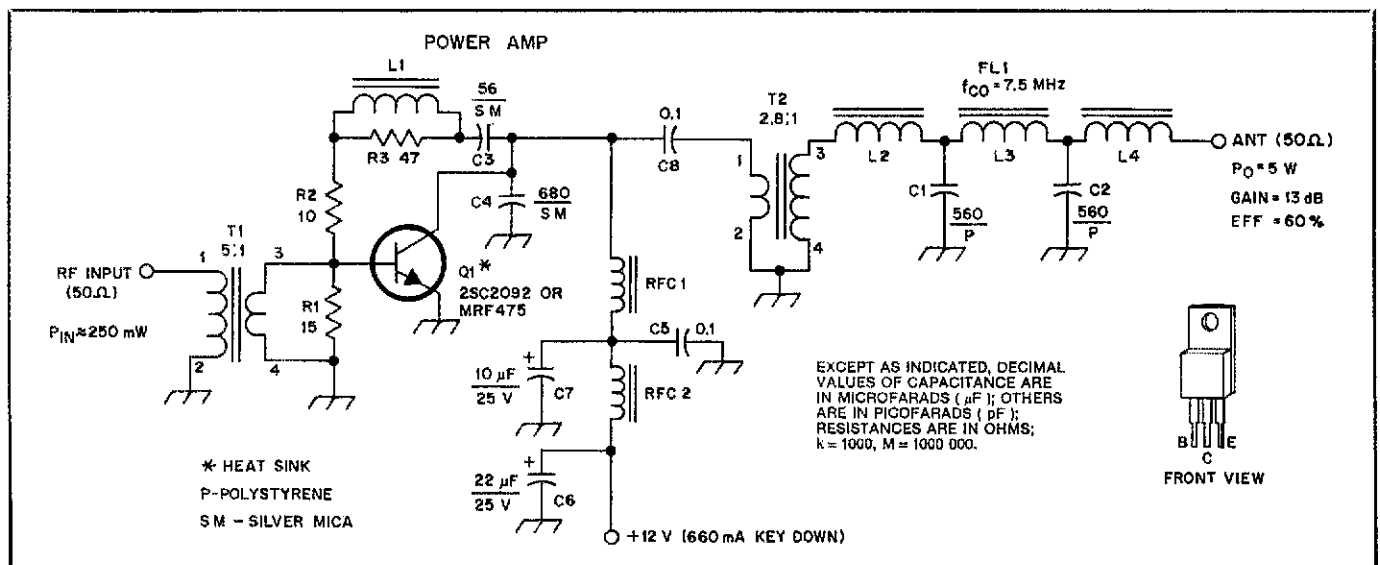 POWER AMP
L1
56
SM
C3
R3 47
R2
10
T1
5:1
1
3
RF INPUT
(50Ω)
PIN≈250 mW
2
4
R1
15
Q1 *
2SC2092 OR
MRF475
C4
680
SM
0.1
C8
T2
2.8:1
1
3
2
4
FL1
fCO = 7.5 MHz
L2
L3
L4
C1
560
P
C2
560
P
ANT (50Ω)
PO = 5 W
GAIN = 13 dB
EFF = 60%
RFC 1
C5
0.1
+
10 µF
25 V
C7
RFC 2
+
22 µF
25 V
C6
+12 V (660 mA KEY DOWN)
* HEAT SINK
P-POLYSTYRENE
SM - SILVER MICA
EXCEPT AS INDICATED, DECIMAL
VALUES OF CAPACITANCE ARE
IN MICROFARADS ( µF ); OTHERS
ARE IN PICOFARADS ( pF );
RESISTANCES ARE IN OHMS;
k = 1000, M = 1000 000.
B
C
E
FRONT VIEW